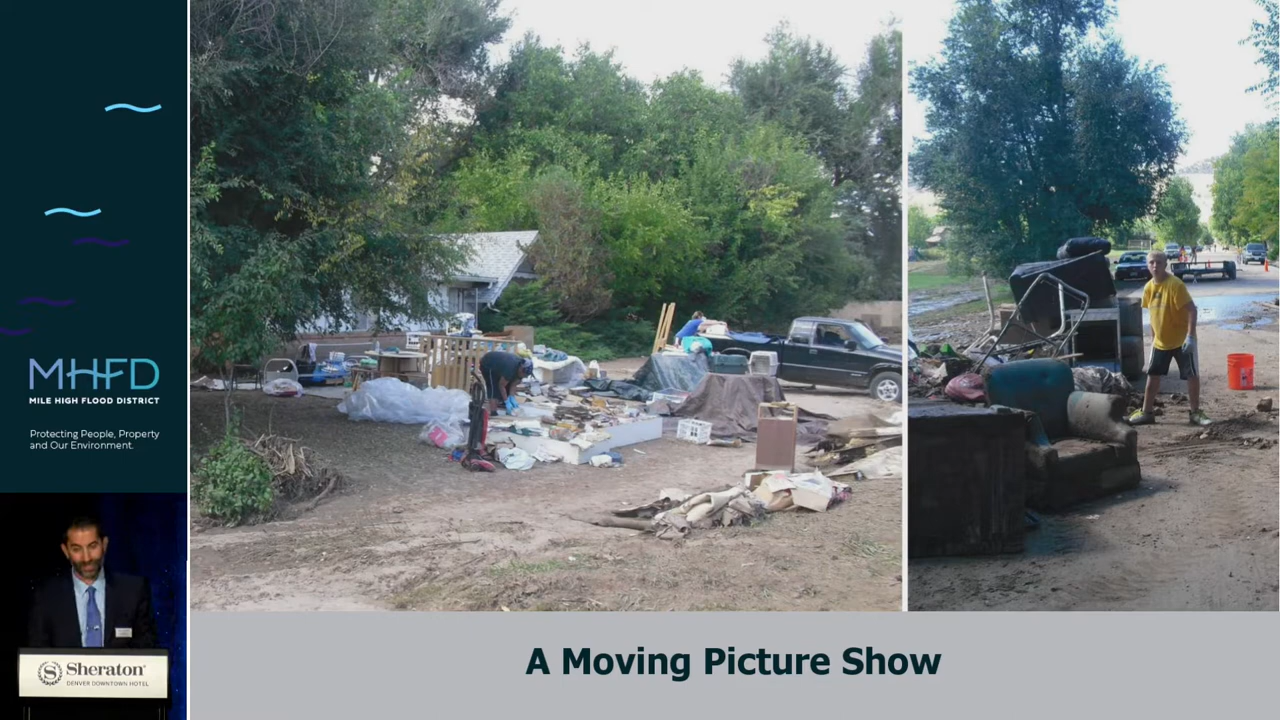 MHFD
MILE HIGH FLOOD DISTRICT
Protecting People, Property
and Our Environment.
S Sheraton
DENVER DOWNTOWN HOTEL
A Moving Picture Show